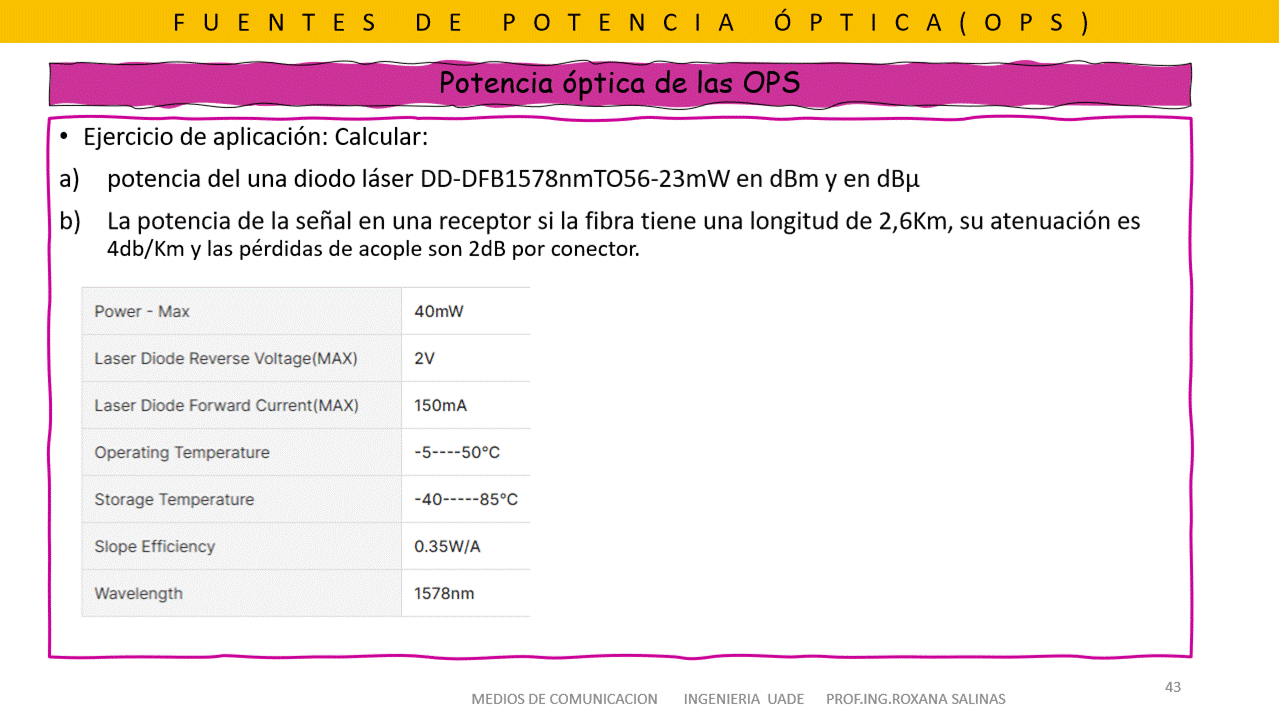 FUENTES DE POTENCIA ÓPTICA(OPS)
Potencia óptica de las OPS
• Ejercicio de aplicación: Calcular:
a) potencia del una diodo láser DD-DFB1578nmTO56-23mW en dBm y en dBµ
b) La potencia de la señal en una receptor si la fibra tiene una longitud de 2,6Km, su atenuación es
4db/Km y las pérdidas de acople son 2dB por conector.
Power - Max 40mW
Laser Diode Reverse Voltage(MAX) 2V
Laser Diode Forward Current(MAX) 150mA
Operating Temperature -5----50°C
Storage Temperature -40-----85°C
Slope Efficiency 0.35W/A
Wavelength 1578nm
43
MEDIOS DE COMUNICACION INGENIERIA UADE PROF.ING.ROXANA SALINAS